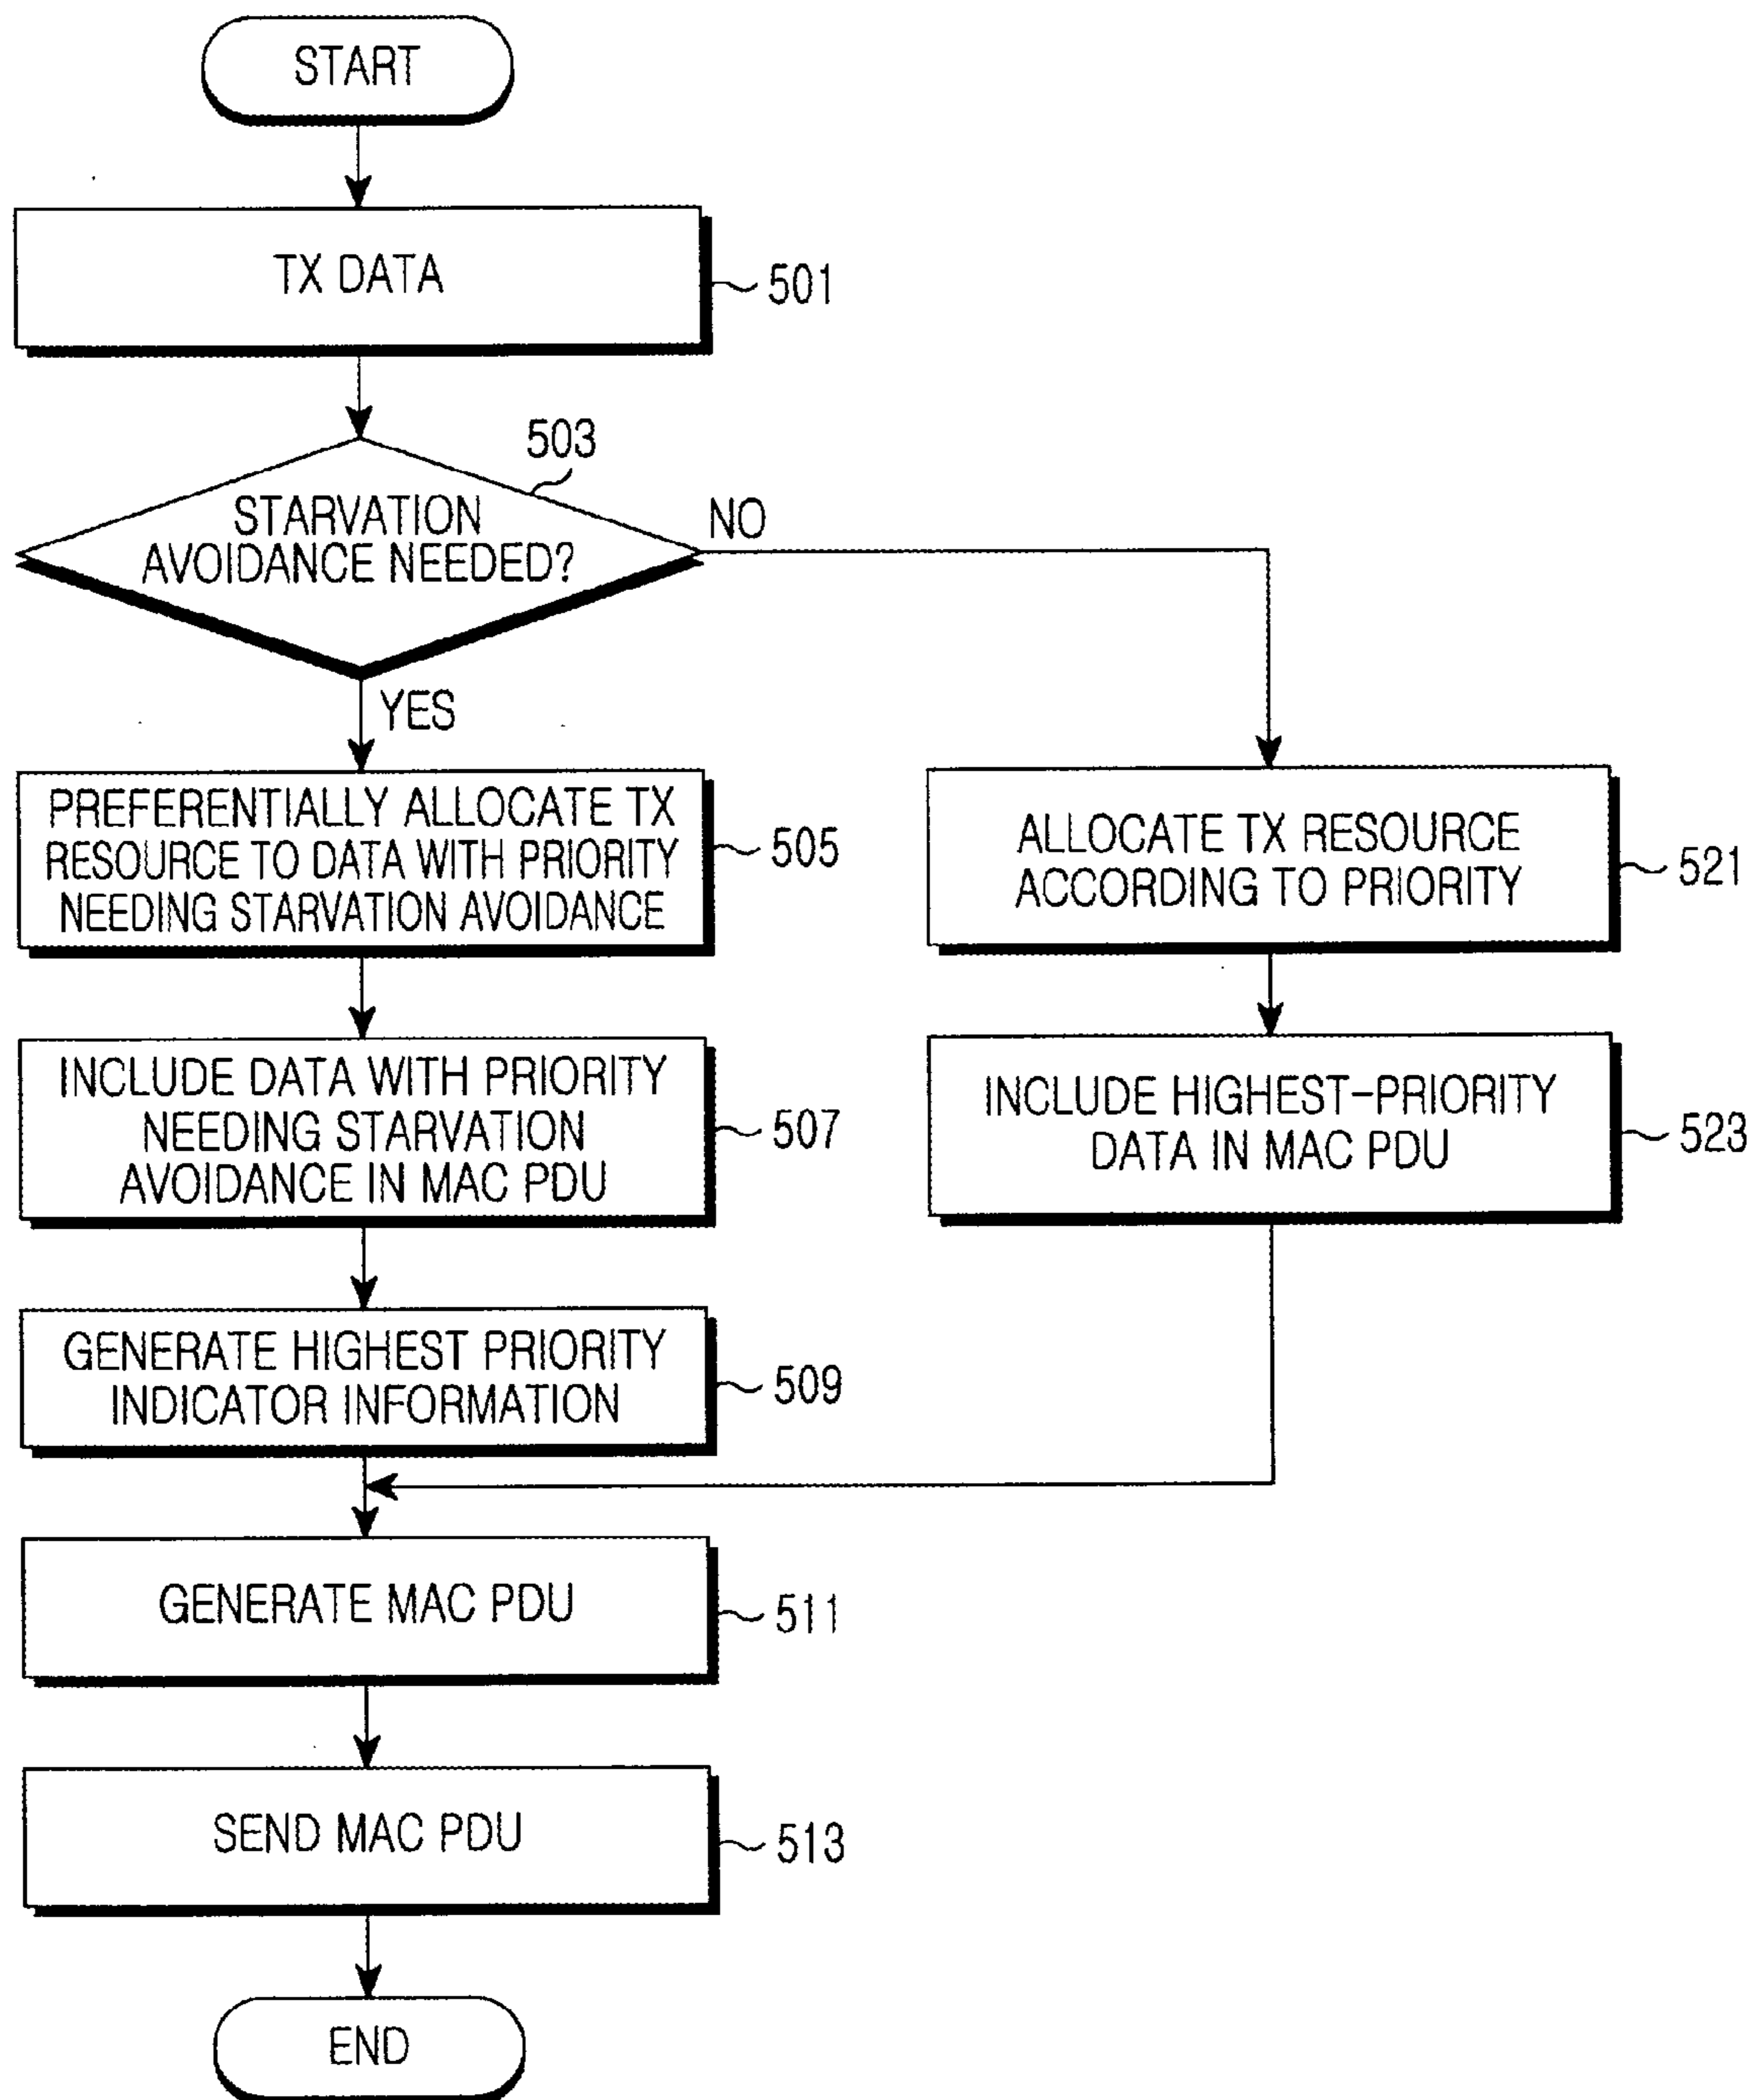 START
TX DATA
501
503
STARVATION
AVOIDANCE NEEDED?
NO
YES
PREFERENTIALLY ALLOCATE TX
RESOURCE TO DATA WITH PRIORITY
NEEDING STARVATION AVOIDANCE
505
ALLOCATE TX RESOURCE
ACCORDING TO PRIORITY
521
INCLUDE DATA WITH PRIORITY
NEEDING STARVATION
AVOIDANCE IN MAC PDU
507
INCLUDE HIGHEST-PRIORITY
DATA IN MAC PDU
523
GENERATE HIGHEST PRIORITY
INDICATOR INFORMATION
509
GENERATE MAC PDU
511
SEND MAC PDU
513
END